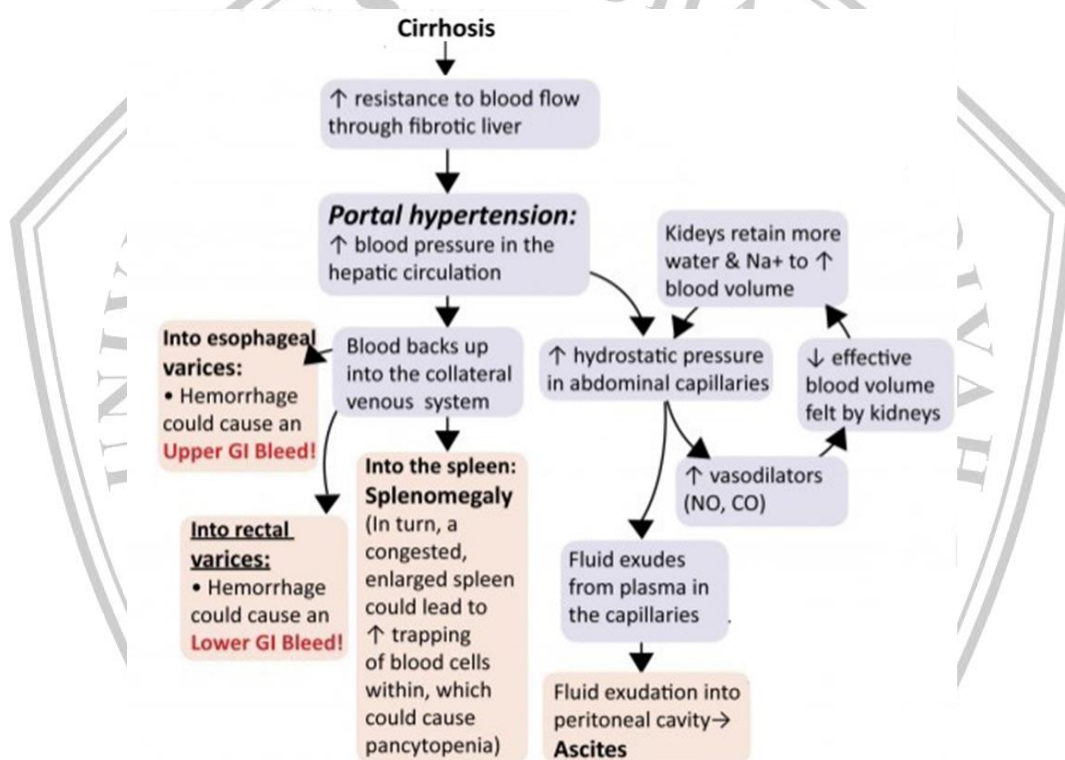 Cirrhosis
↑ resistance to blood flow
through fibrotic liver
Portal hypertension:
↑ blood pressure in the
hepatic circulation
Kideys retain more
water & Na+ to ↑
blood volume
Into esophageal
varices:
• Hemorrhage
could cause an
Upper GI Bleed!
Blood backs up
into the collateral
venous system
↑ hydrostatic pressure
in abdominal capillaries
↓ effective
blood volume
felt by kidneys
Into the spleen:
Splenomegaly
(In turn, a
congested,
enlarged spleen
could lead to
↑ trapping
of blood cells
within, which
could cause
pancytopenia)
↑ vasodilators
(NO, CO)
Into rectal
varices:
• Hemorrhage
could cause an
Lower GI Bleed!
Fluid exudes
from plasma in
the capillaries
Fluid exudation into
peritoneal cavity→
Ascites